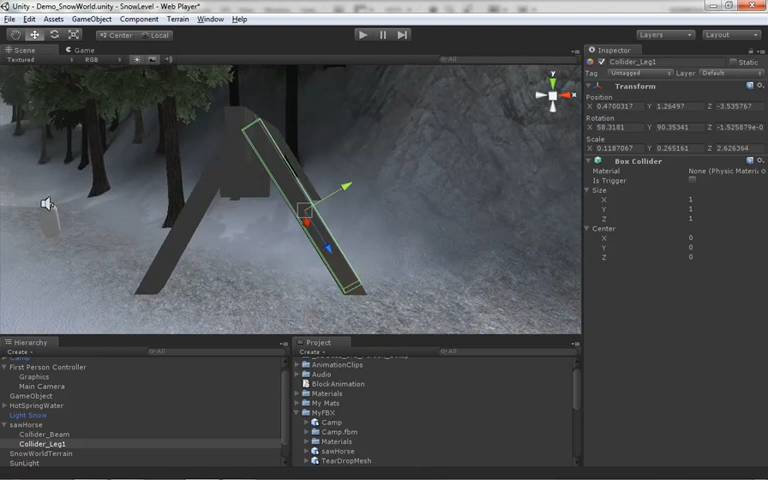 Unity - Demo_SnowWorld.unity - SnowLevel - Web Player*
File Edit Assets GameObject Component Terrain Window Help
Center Local Layers Layout
Scene Game
Textured RGB All
y
x
Inspector
Collider_Leg1 Static
Tag Untagged Layer Default
Transform
Position
X 0.4700317 Y 1.26497 Z -3.535767
Rotation
X 58.3181 Y 90.35341 Z -1.525879e-0
Scale
X 0.1187067 Y 0.265161 Z 2.626364
Box Collider
Material None (Physic Materi
Is Trigger
Size
X 1
Y 1
Z 1
Center
X 0
Y 0
Z 0
Hierarchy
Create All
Camp
First Person Controller
Graphics
Main Camera
GameObject
HotSpringWater
Light Snow
sawHorse
Collider_Beam
Collider_Leg1
SnowWorldTerrain
SunLight
Project
Create All
AnimationClips
Audio
BlockAnimation
Materials
My Mats
MyFBX
Camp
Camp.fbm
Materials
sawHorse
TearDropMesh